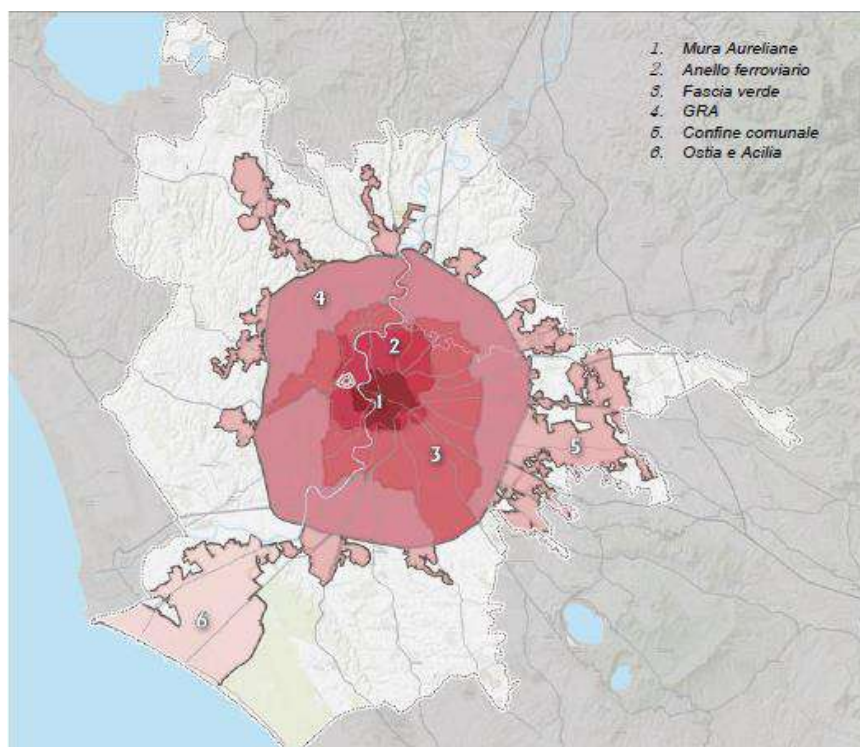 1. Mura Aureliane
2. Anello ferroviario
3. Fascia verde
4. GRA
5. Confine comunale
6. Ostia e Acilia
4
2
1
3
5
6